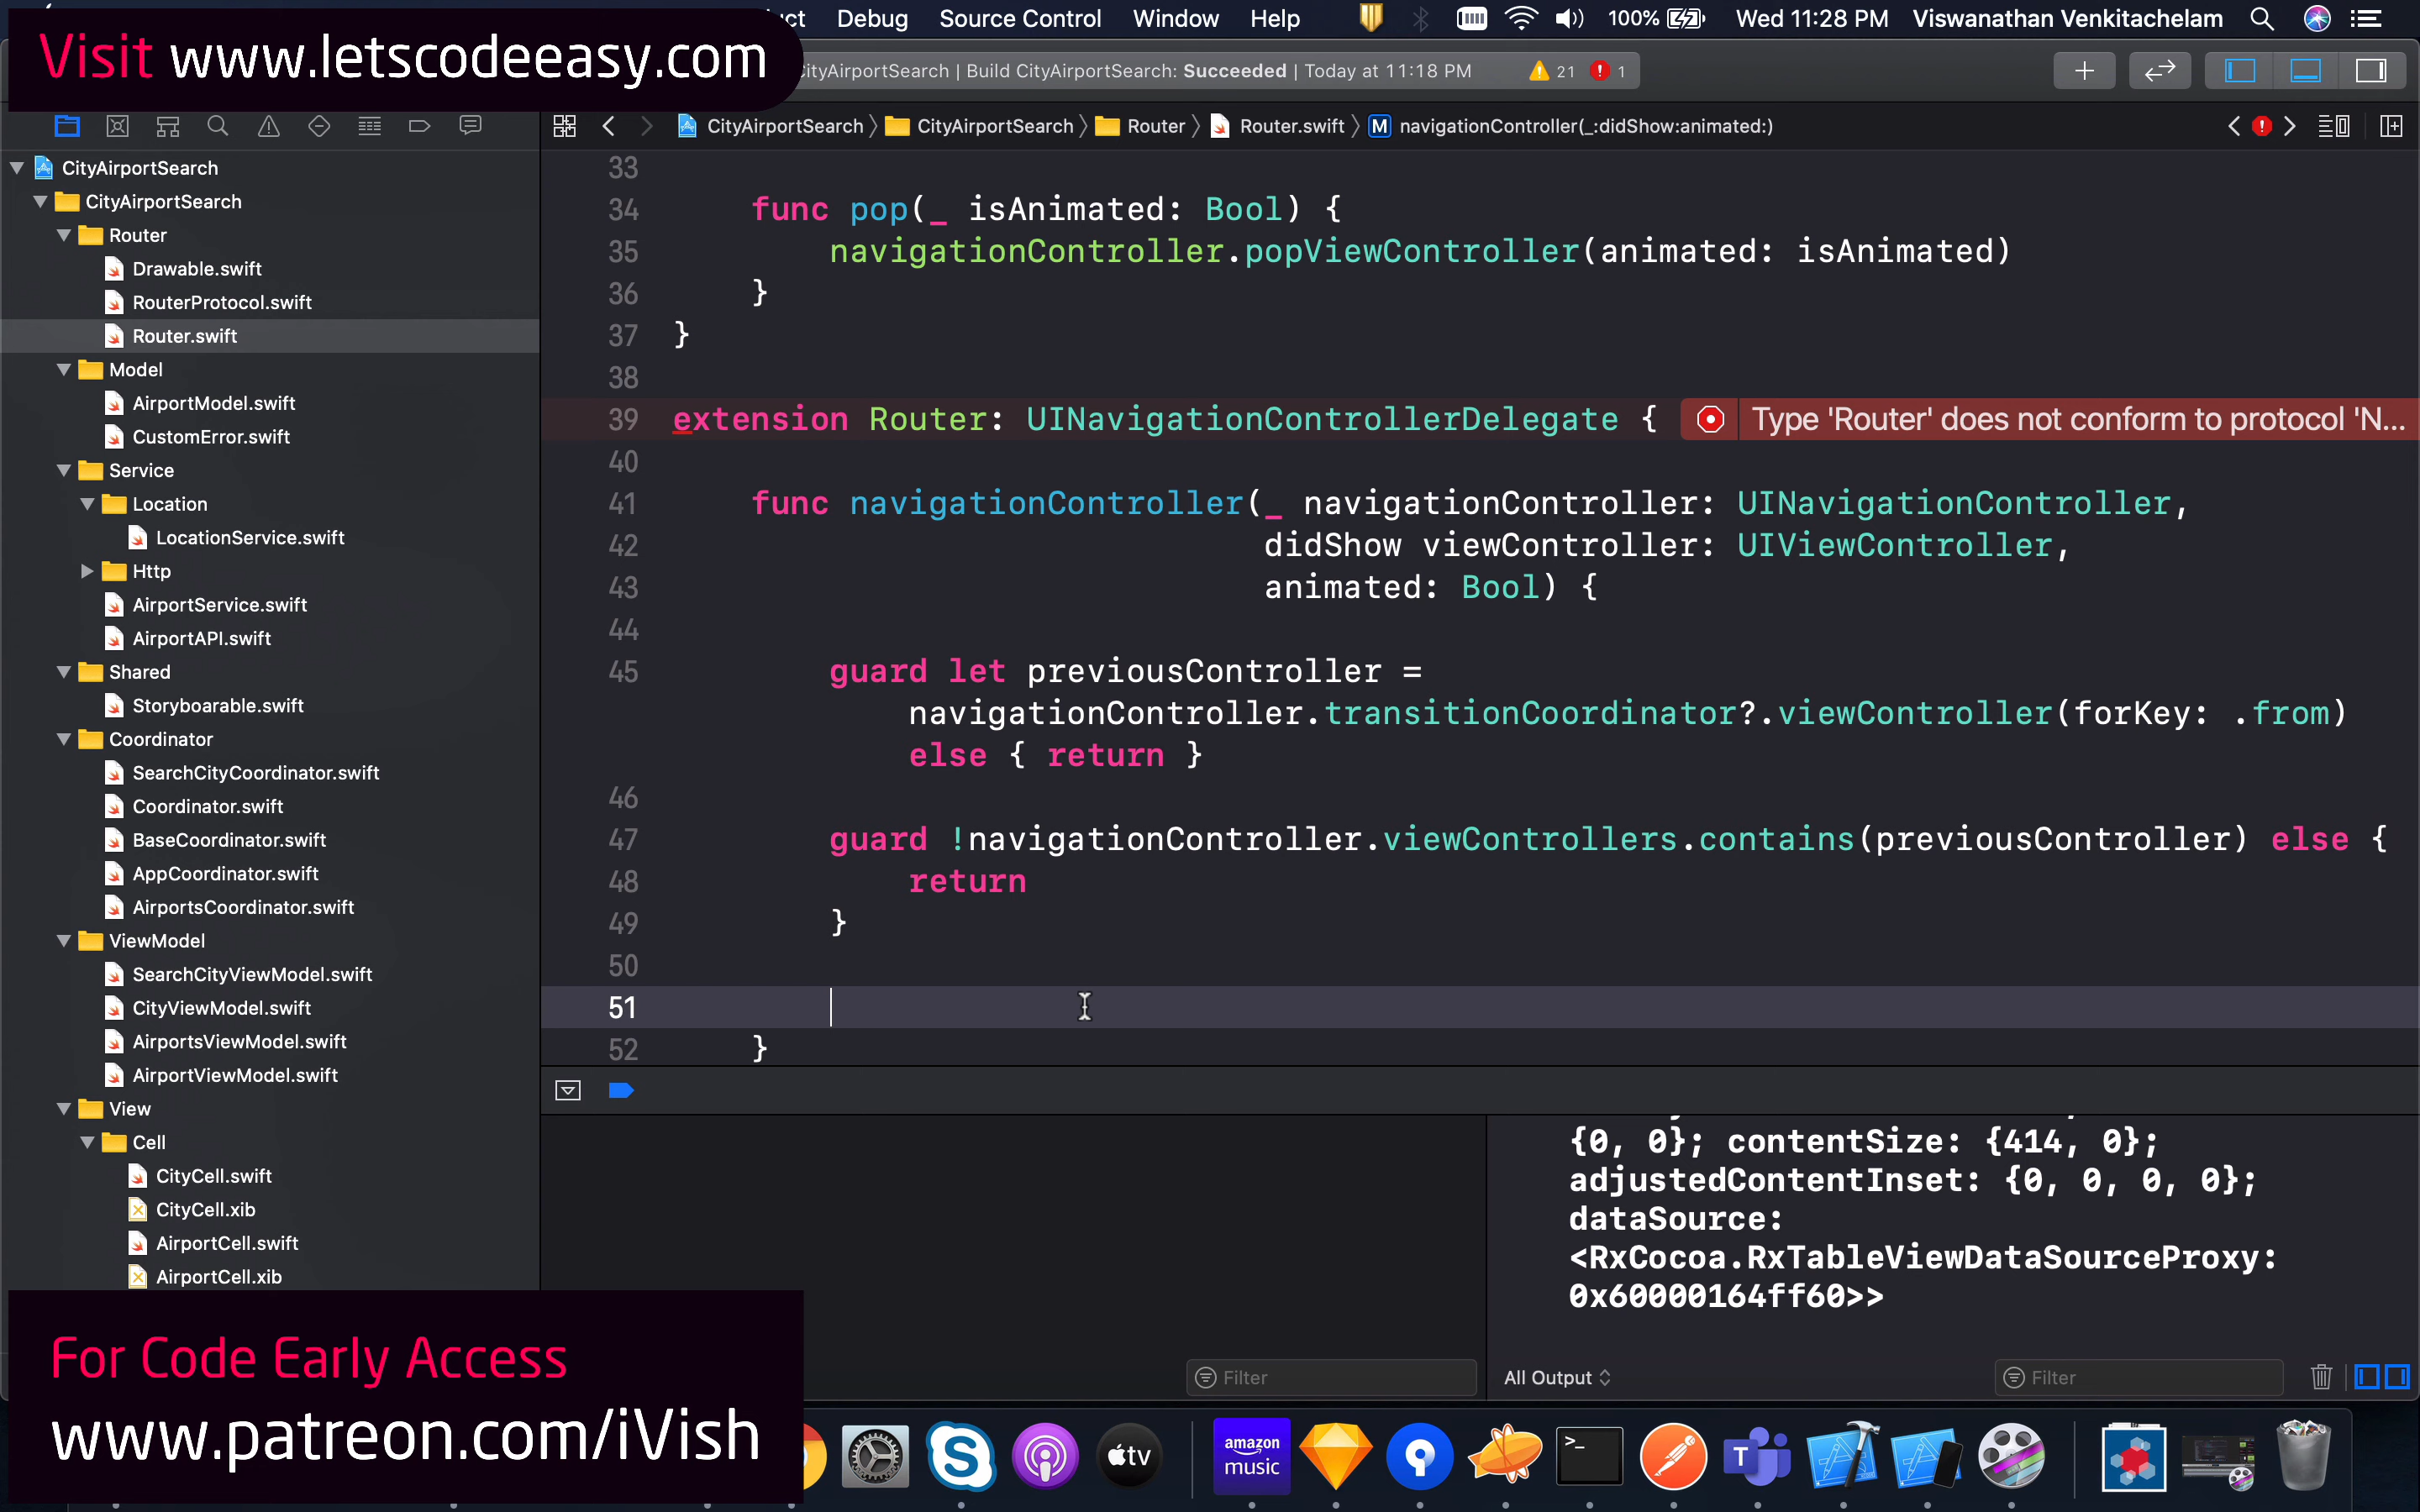 Visit www.letscodeeasy.com
Debug Source Control Window Help 100% Wed 11:28 PM Viswanathan Venkitachelam
CityAirportSearch | Build CityAirportSearch: Succeeded | Today at 11:18 PM 21 1
CityAirportSearch CityAirportSearch Router Router.swift M navigationController(_:didShow:animated:)
CityAirportSearch
CityAirportSearch
Router
Drawable.swift
RouterProtocol.swift
Router.swift
Model
AirportModel.swift
CustomError.swift
Service
Location
LocationService.swift
Http
AirportService.swift
AirportAPI.swift
Shared
Storyboarable.swift
Coordinator
SearchCityCoordinator.swift
Coordinator.swift
BaseCoordinator.swift
AppCoordinator.swift
AirportsCoordinator.swift
ViewModel
SearchCityViewModel.swift
CityViewModel.swift
AirportsViewModel.swift
AirportViewModel.swift
View
Cell
CityCell.swift
CityCell.xib
AirportCell.swift
AirportCell.xib
33
34 func pop(_ isAnimated: Bool) {
35 navigationController.popViewController(animated: isAnimated)
36 }
37 }
38
39 extension Router: UINavigationControllerDelegate { Type 'Router' does not conform to protocol 'N...
40
41 func navigationController(_ navigationController: UINavigationController,
42 didShow viewController: UIViewController,
43 animated: Bool) {
44
45 guard let previousController =
navigationController.transitionCoordinator?.viewController(forKey: .from)
else { return }
46
47 guard !navigationController.viewControllers.contains(previousController) else {
48 return
49 }
50
51
52 }
{0, 0}; contentSize: {414, 0};
adjustedContentInset: {0, 0, 0, 0};
dataSource:
<RxCocoa.RxTableViewDataSourceProxy:
0x60000164ff60>>
Filter
All Output
Filter
For Code Early Access
www.patreon.com/iVish
tv
amazon
music